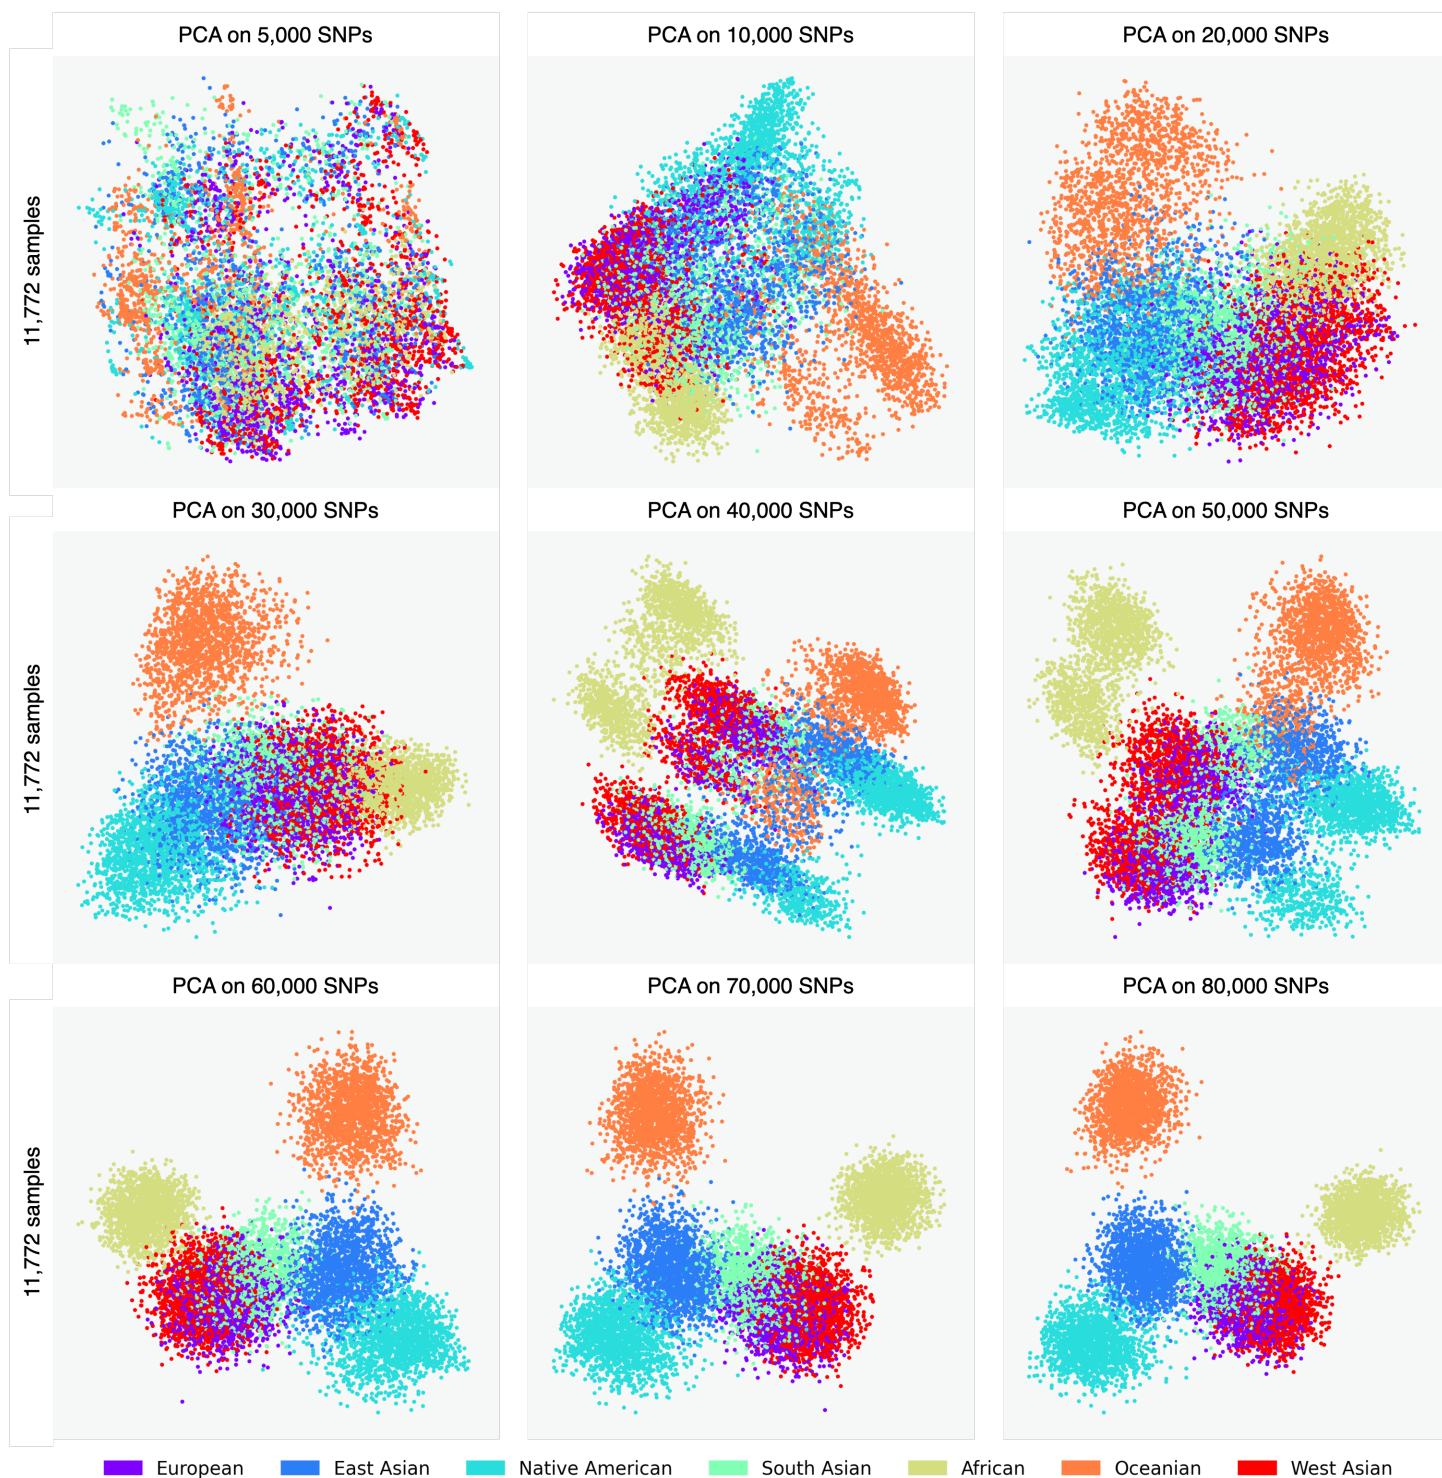 PCA on 5,000 SNPs
PCA on 10,000 SNPs
PCA on 20,000 SNPs
11,772 samples
PCA on 30,000 SNPs
PCA on 40,000 SNPs
PCA on 50,000 SNPs
11,772 samples
PCA on 60,000 SNPs
PCA on 70,000 SNPs
PCA on 80,000 SNPs
11,772 samples
European
East Asian
Native American
South Asian
African
Oceanian
West Asian